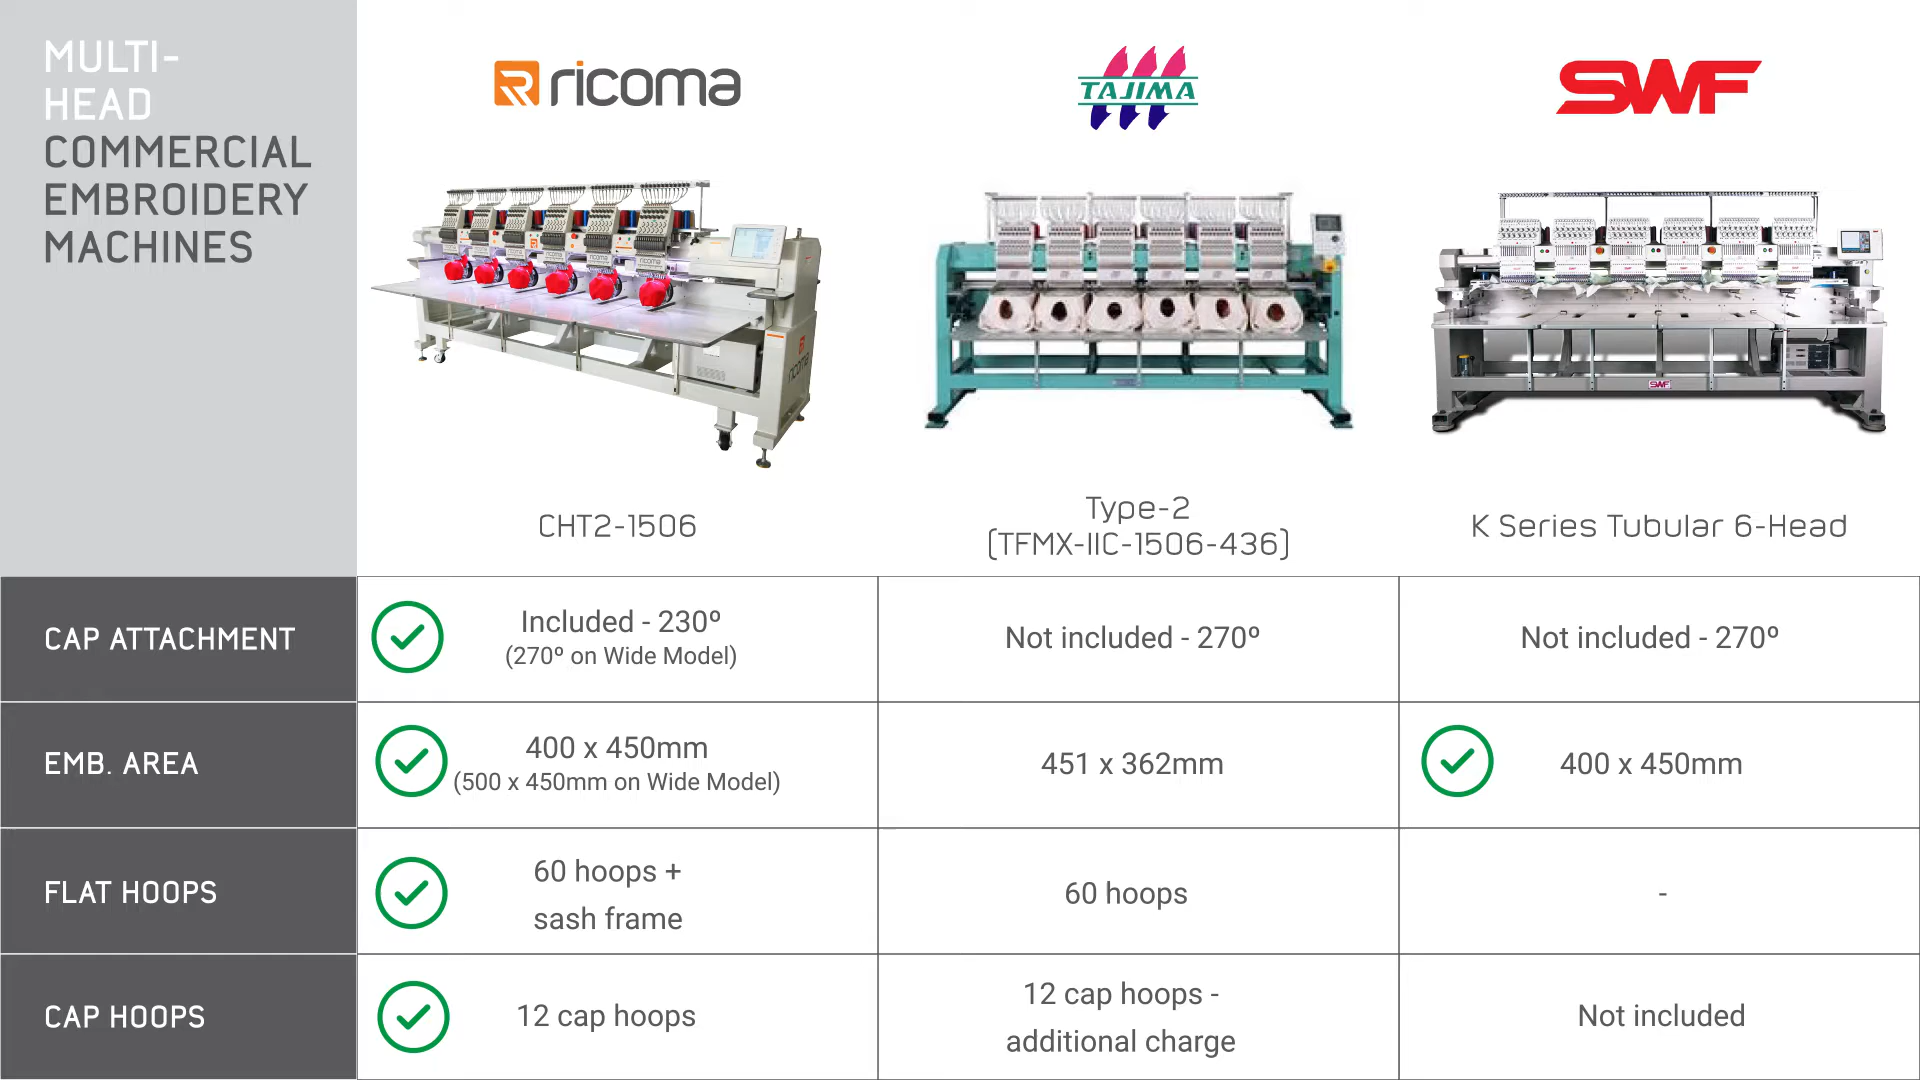 MULTI-
HEAD
COMMERCIAL
EMBROIDERY
MACHINES
ricoma
TAJIMA
SWF
ricoma
ricoma
SWF
CHT2-1506
Type-2
(TFMX-IIC-1506-436)
K Series Tubular 6-Head
CAP ATTACHMENT
Included - 230º
(270º on Wide Model)
Not included - 270º
Not included - 270º
EMB. AREA
400 x 450mm
(500 x 450mm on Wide Model)
451 x 362mm
400 x 450mm
FLAT HOOPS
60 hoops +
sash frame
60 hoops
-
CAP HOOPS
12 cap hoops
12 cap hoops -
additional charge
Not included